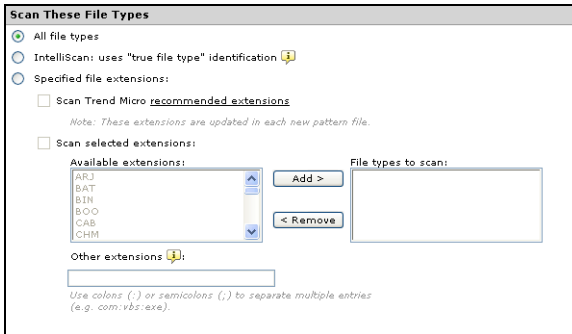 Scan These File Types
All file types
IntelliScan: uses "true file type" identification
Specified file extensions:
Scan Trend Micro recommended extensions
Note: These extensions are updated in each new pattern file.
Scan selected extensions:
Available extensions:
File types to scan:
ARJ
BAT
BIN
BOO
CAB
CHM
Add >
< Remove
Other extensions :
Use colons (:) or semicolons (;) to separate multiple entries
(e.g. com:vbs:exe).